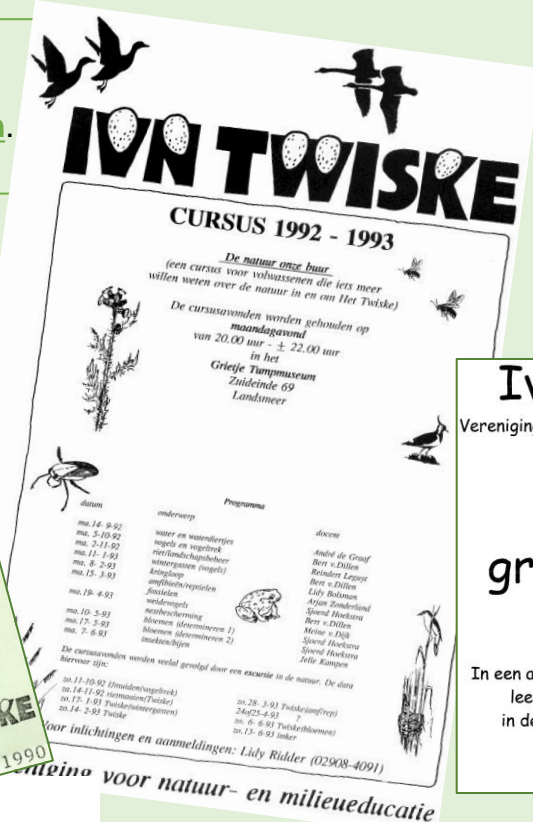 n.
IVN TWISKE
CURSUS 1992 - 1993
De natuur onze buur
(een cursus voor volwassenen die iets meer
willen weten over de natuur in en om Het Twiske)
De cursusavonden worden gehouden op
maandagavond
van 20.00 uur - ± 22.00 uur
in het
Grietje Tumpmuseum
Zuideinde 69
Landsmeer
Programma
datum onderwerp docent
ma.14- 9-92 water en waterdiertjes André de Graaf
ma. 5-10-92 vogels en vogeltrek Bert v.Dillen
ma. 2-11-92 riet/landschapsbeheer Reindert Leguyt
ma.11- 1-93 wintergasten (vogels) Bert v.Dillen
ma. 8- 2-93 kringloop Lidy Bolsman
ma.15- 3-93 amfibieën/reptielen Arjan Zonderland
fossielen Sjoerd Hoekstra
ma.19- 4-93 weidevogels Bert v.Dillen
nestbescherming Meine v.Dijk
ma.10- 5-93 bloemen (determineren 1) Sjoerd Hoekstra
ma.17- 5-93 bloemen (determineren 2) Sjoerd Hoekstra
ma. 7- 6-93 insekten/bijen Jelle Kampen
De cursusavonden worden veelal gevolgd door een excursie in de natuur. De data
hiervoor zijn:
zo.11-10-92 IJmuiden(vogeltrek) zo.28- 3-93 Twiske(amf/rep)
za.14-11-92 rietmaaien(Twiske) 24of25-4-93 ?
zo.17- 1-93 Twiske(wintergasten) zo. 6- 6-93 Twiske(bloemen)
zo.14- 2-93 Twiske zo.13- 6-93 imker
Voor inlichtingen en aanmeldingen: Lidy Ridder (02908-4091)
voor natuur- en milieueducatie
KE
1990
Iv
Vereniging
gr
In een a
lee
in de